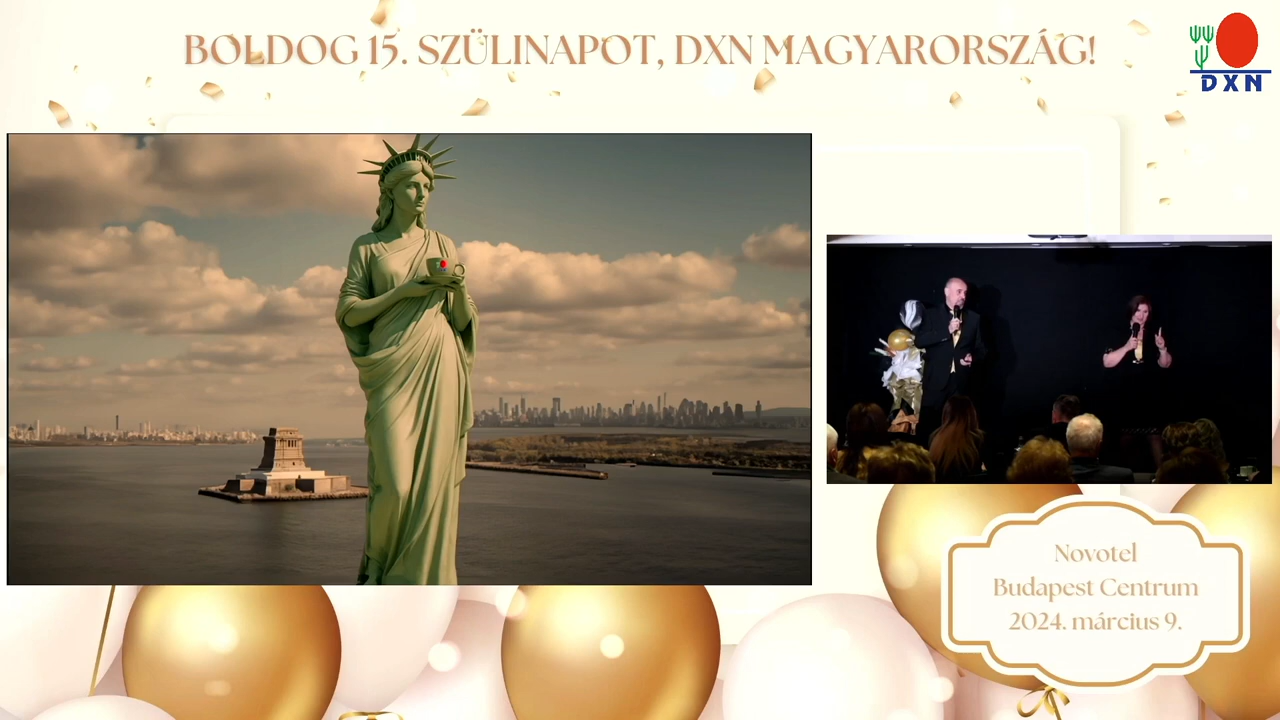 BOLDOG 15. SZÜLINAPOT, DXN MAGYARORSZÁG!
DXN
Novotel
Budapest Centrum
2024. március 9.